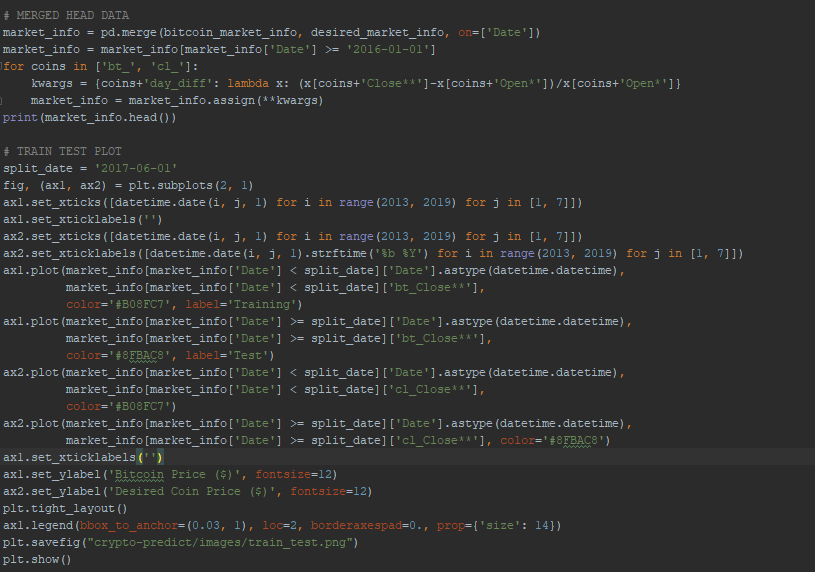 # MERGED HEAD DATA
market_info = pd.merge(bitcoin_market_info, desired_market_info, on=['Date'])
market_info = market_info[market_info['Date'] >= '2016-01-01']
for coins in ['bt_', 'cl_']:
    kwargs = {coins+'day_diff': lambda x: (x[coins+'Close**']-x[coins+'Open*'])/x[coins+'Open*']}
    market_info = market_info.assign(**kwargs)
print(market_info.head())

# TRAIN TEST PLOT
split_date = '2017-06-01'
fig, (ax1, ax2) = plt.subplots(2, 1)
ax1.set_xticks([datetime.date(i, j, 1) for i in range(2013, 2019) for j in [1, 7]])
ax1.set_xticklabels('')
ax2.set_xticks([datetime.date(i, j, 1) for i in range(2013, 2019) for j in [1, 7]])
ax2.set_xticklabels([datetime.date(i, j, 1).strftime('%b %Y') for i in range(2013, 2019) for j in [1, 7]])
ax1.plot(market_info[market_info['Date'] < split_date]['Date'].astype(datetime.datetime),
         market_info[market_info['Date'] < split_date]['bt_Close**'],
         color='#B08FC7', label='Training')
ax1.plot(market_info[market_info['Date'] >= split_date]['Date'].astype(datetime.datetime),
         market_info[market_info['Date'] >= split_date]['bt_Close**'],
         color='#8FBAC8', label='Test')
ax2.plot(market_info[market_info['Date'] < split_date]['Date'].astype(datetime.datetime),
         market_info[market_info['Date'] < split_date]['cl_Close**'],
         color='#B08FC7')
ax2.plot(market_info[market_info['Date'] >= split_date]['Date'].astype(datetime.datetime),
         market_info[market_info['Date'] >= split_date]['cl_Close**'], color='#8FBAC8')
ax1.set_xticklabels('')
ax1.set_ylabel('Bitcoin Price ($)', fontsize=12)
ax2.set_ylabel('Desired Coin Price ($)', fontsize=12)
plt.tight_layout()
ax1.legend(bbox_to_anchor=(0.03, 1), loc=2, borderaxespad=0., prop={'size': 14})
plt.savefig("crypto-predict/images/train_test.png")
plt.show()